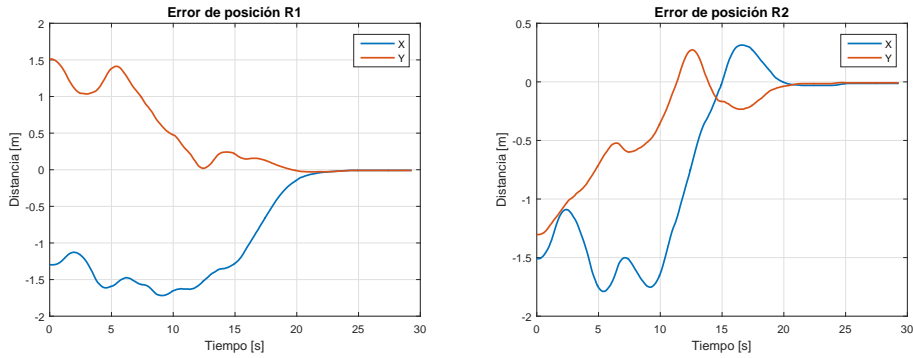 Error de posición R1
2
1.5
1
0.5
0
-0.5
-1
-1.5
-2
Distancia [m]
0 5 10 15 20 25 30
Tiempo [s]
X
Y
Error de posición R2
0.5
0
-0.5
-1
-1.5
-2
Distancia [m]
0 5 10 15 20 25 30
Tiempo [s]
X
Y